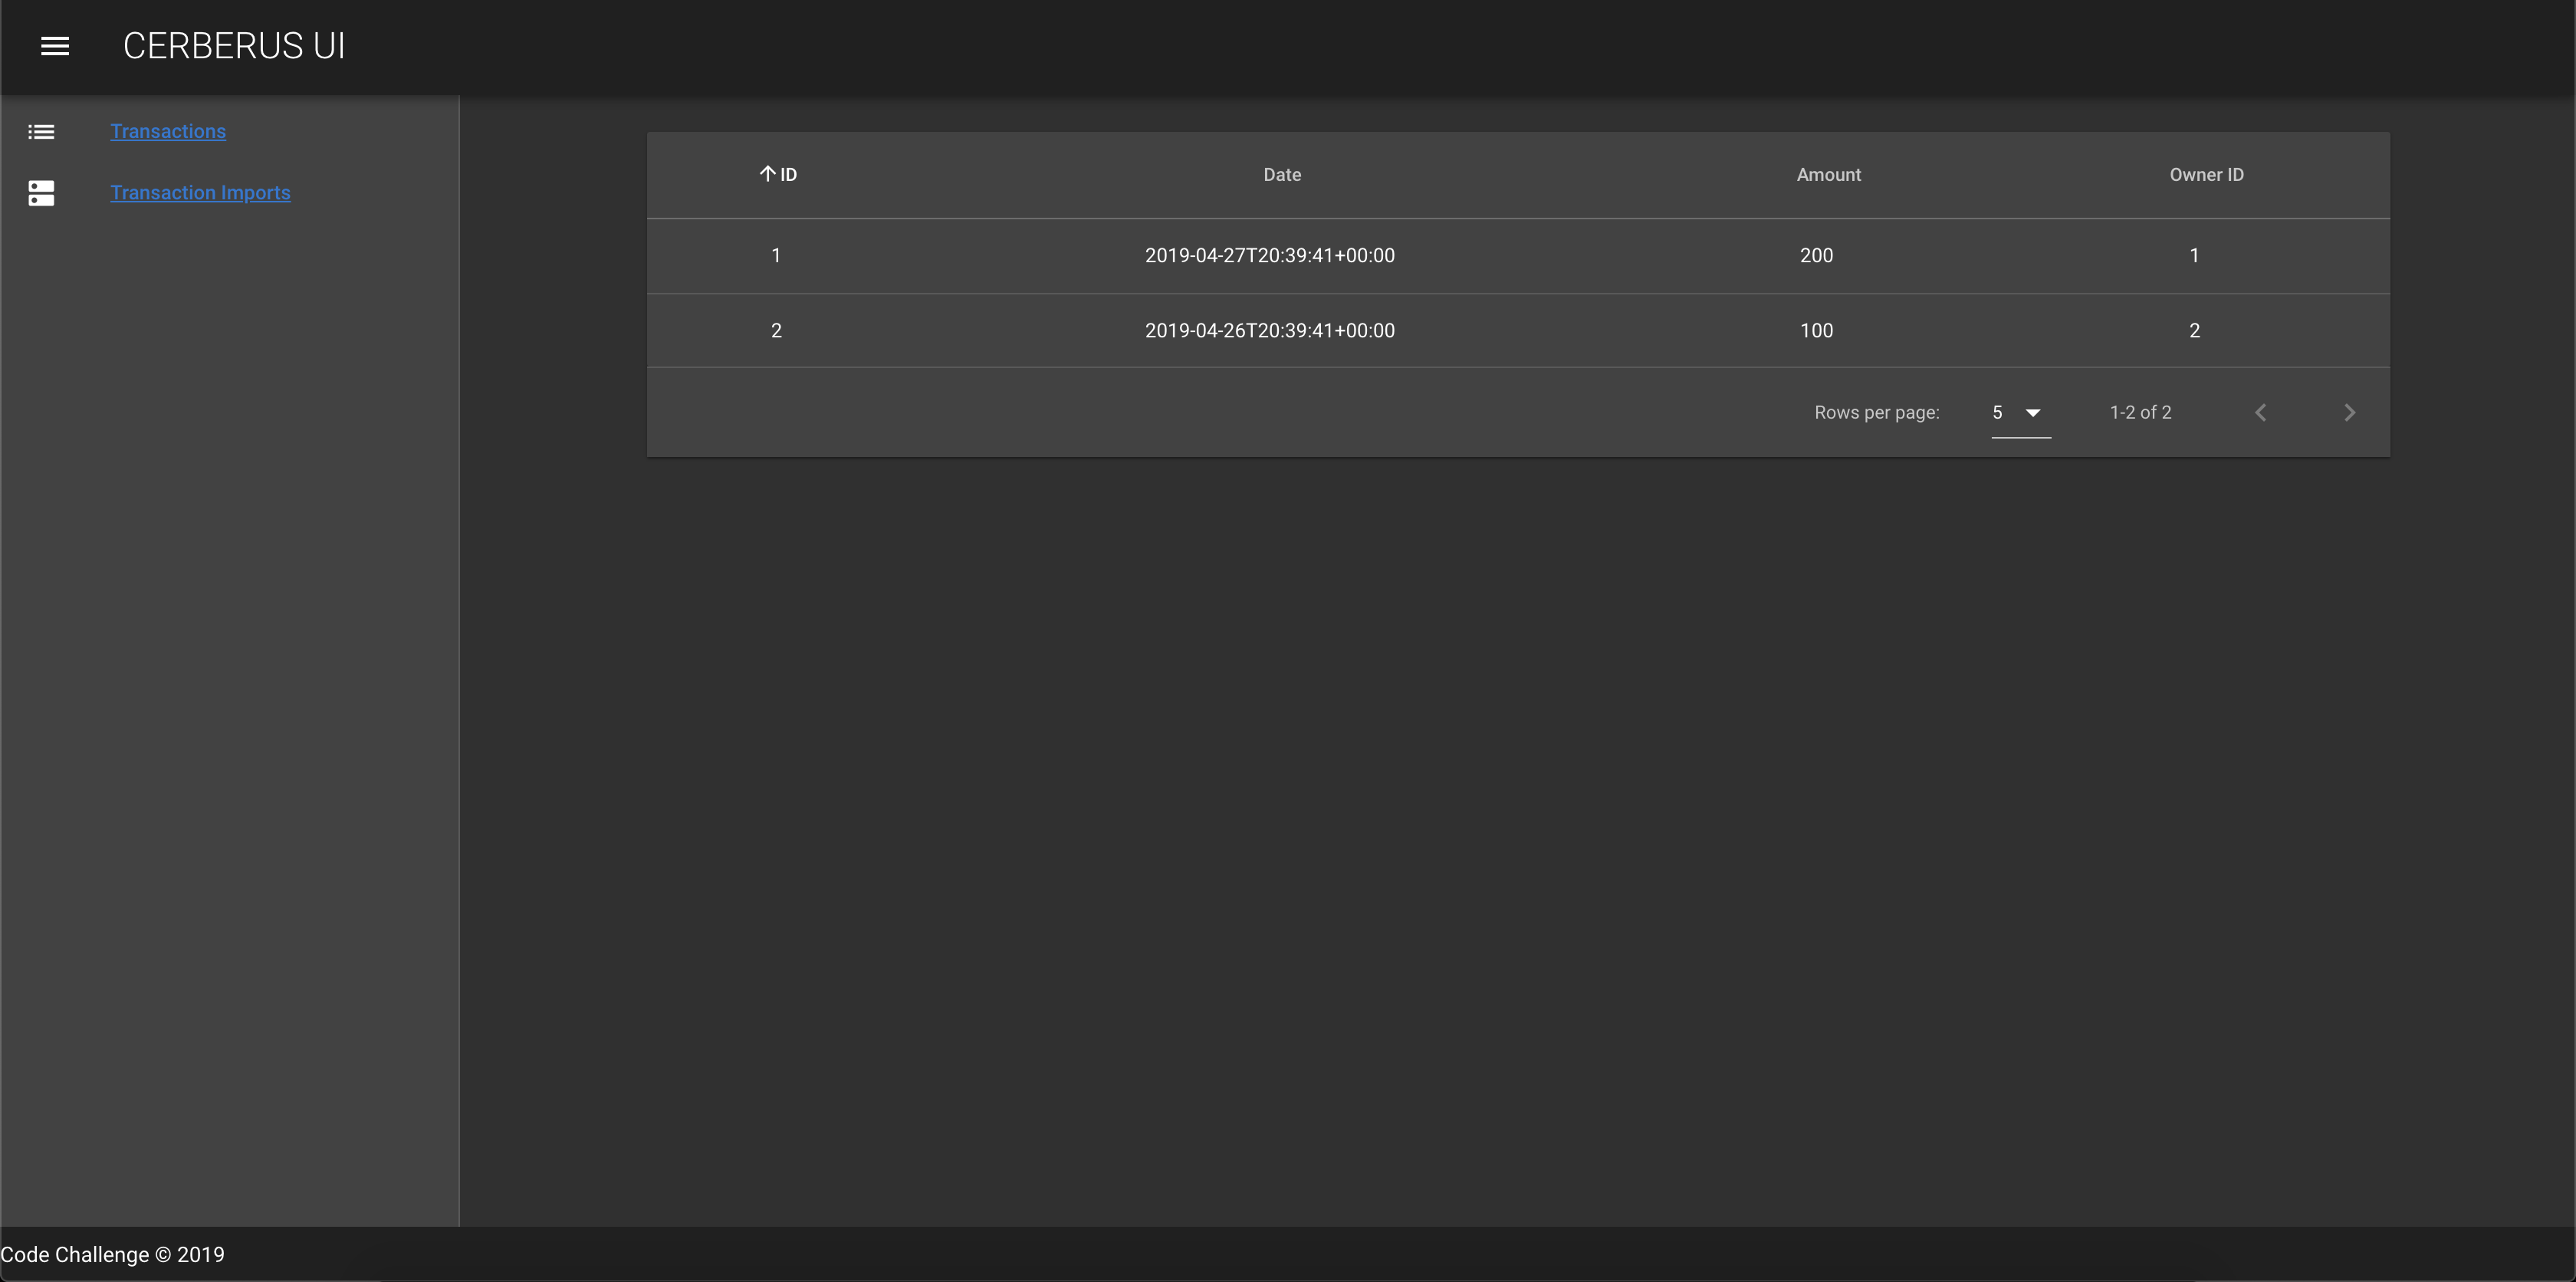 CERBERUS UI
Transactions
Transaction Imports
ID Date Amount Owner ID
1 2019-04-27T20:39:41+00:00 200 1
2 2019-04-26T20:39:41+00:00 100 2
Rows per page: 5 1-2 of 2
Code Challenge © 2019